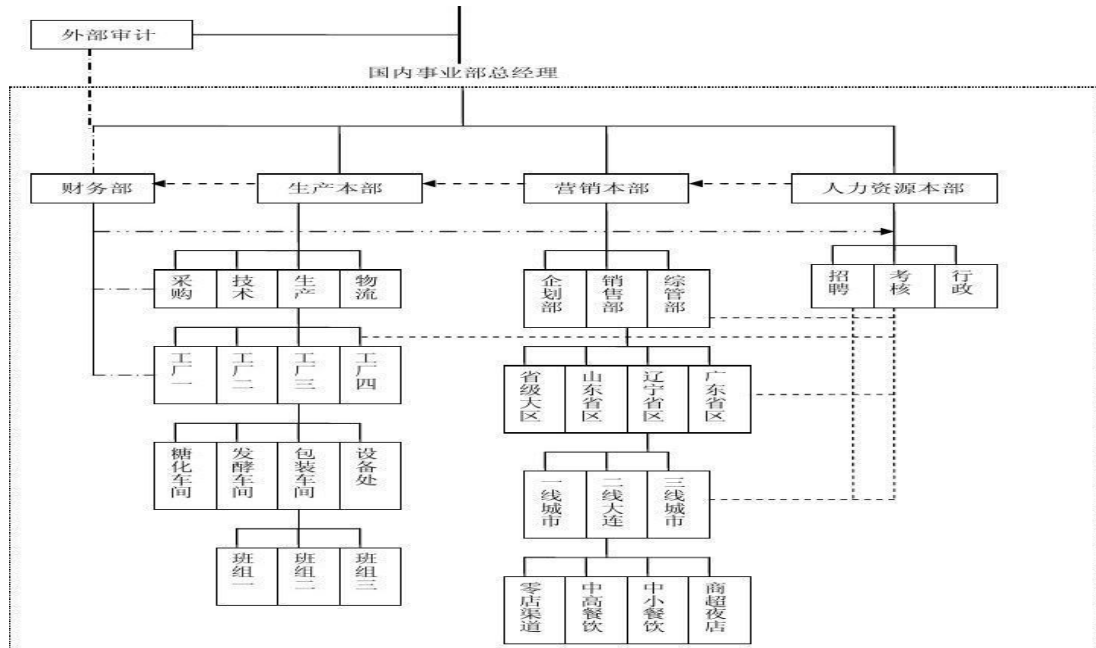 外部审计
国内事业部总经理
财务部
生产本部
营销本部
人力资源本部
采购
技术
生产
物流
企划部
销售部
综管部
招聘
考核
行政
工厂一
工厂二
工厂三
工厂四
省级大区
山东省区
辽宁省区
广东省区
糖化车间
发酵车间
包装车间
设备处
一线城市
二线大连
三线城市
班组一
班组二
班组三
零店渠道
中高餐饮
中小餐饮
商超夜店